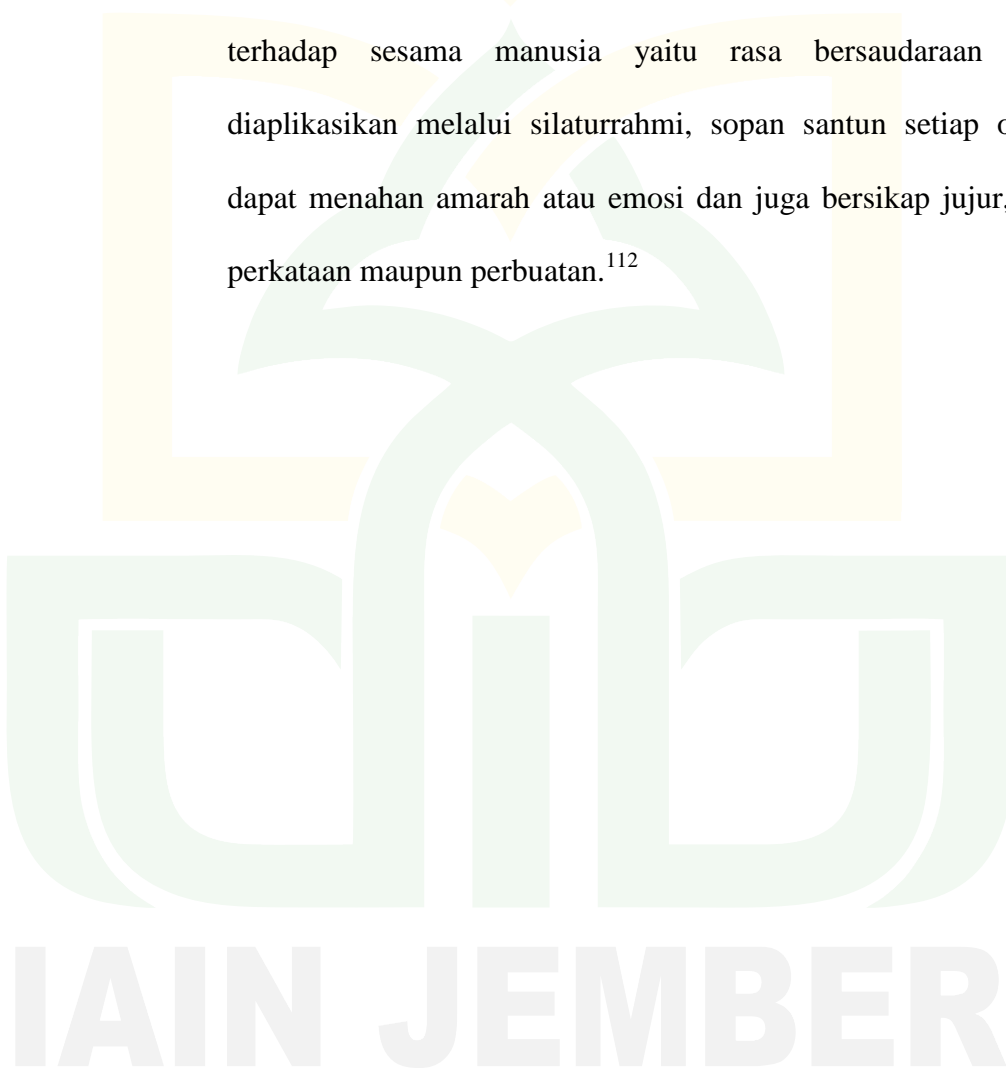 terhadap sesama manusia yaitu rasa bersaudaraan
diaplikasikan melalui silaturrahmi, sopan santun setiap
dapat menahan amarah atau emosi dan juga bersikap jujur,
perkataan maupun perbuatan.112
IAIN JEMBER